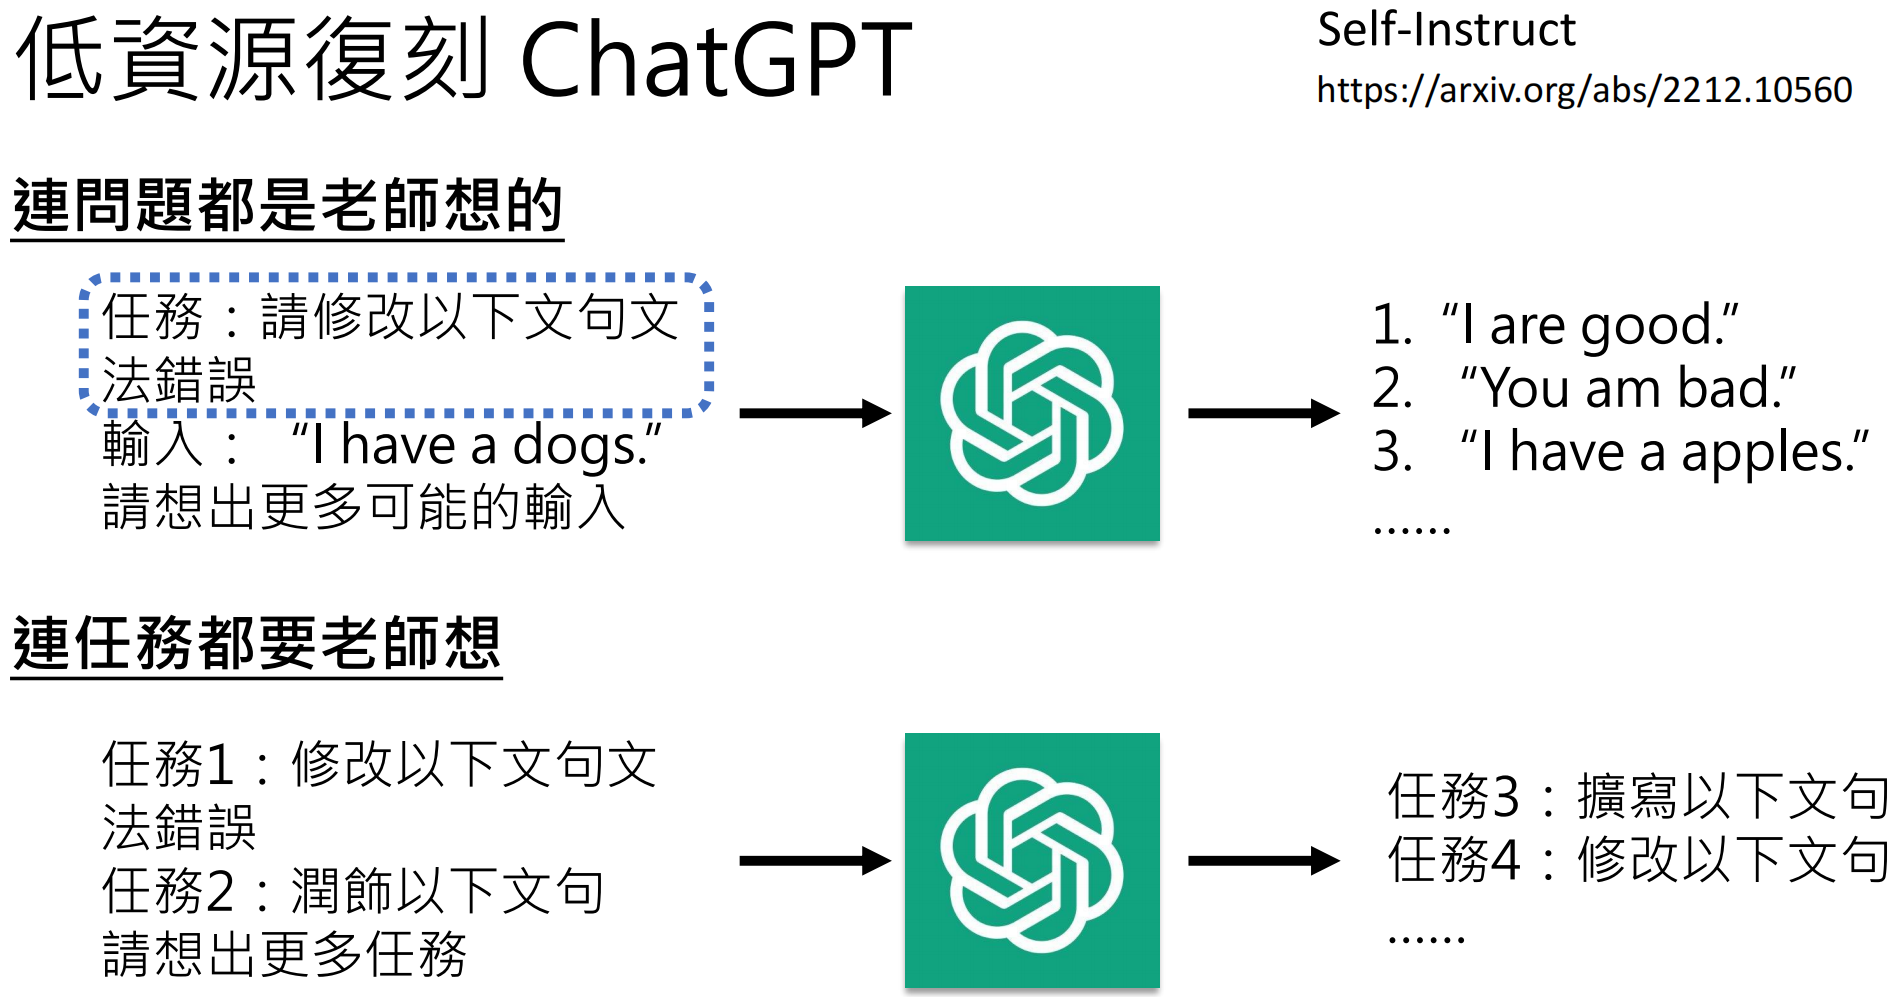 低資源復刻 ChatGPT
Self-Instruct
https://arxiv.org/abs/2212.10560
連問題都是老師想的
任務：請修改以下文句文
法錯誤
輸入： “I have a dogs.”
請想出更多可能的輸入
1. “I are good.”
2. “You am bad.”
3. “I have a apples.”
......
連任務都要老師想
任務1：修改以下文句文
法錯誤
任務2：潤飾以下文句
請想出更多任務
任務3：擴寫以下文句
任務4：修改以下文句
......